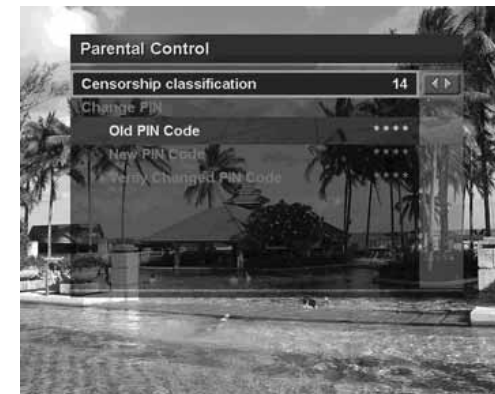 Parental Control
Censorship classification 14
Change PIN
Old PIN Code ****
New PIN Code ****
Verify Changed PIN Code ****